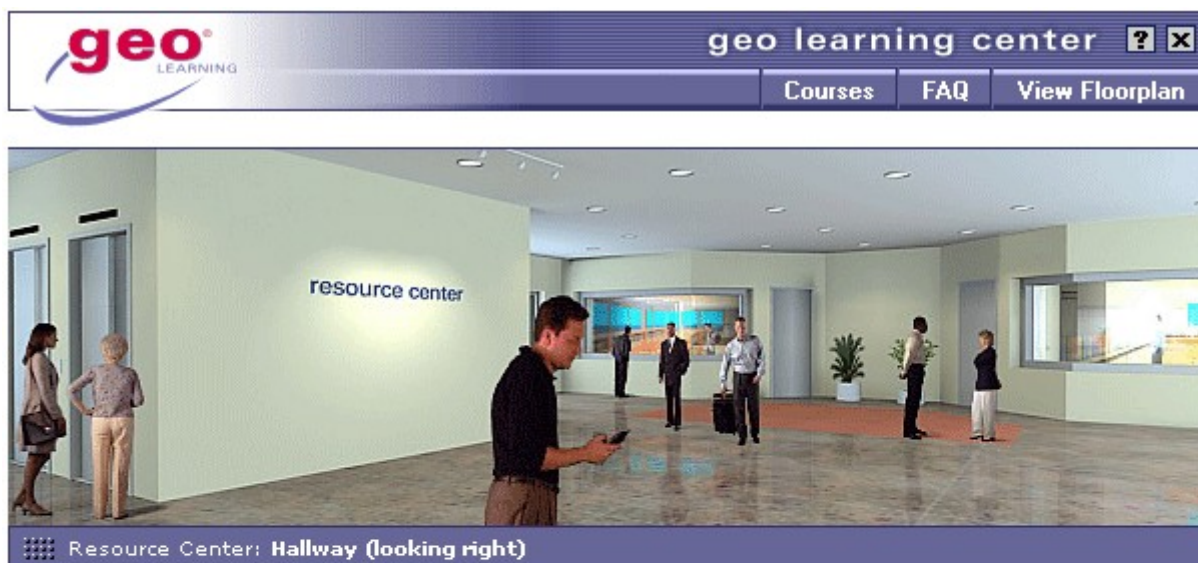 geo®
LEARNING
geo learning center ? X
Courses FAQ View Floorplan
resource center
Resource Center: Hallway (looking right)